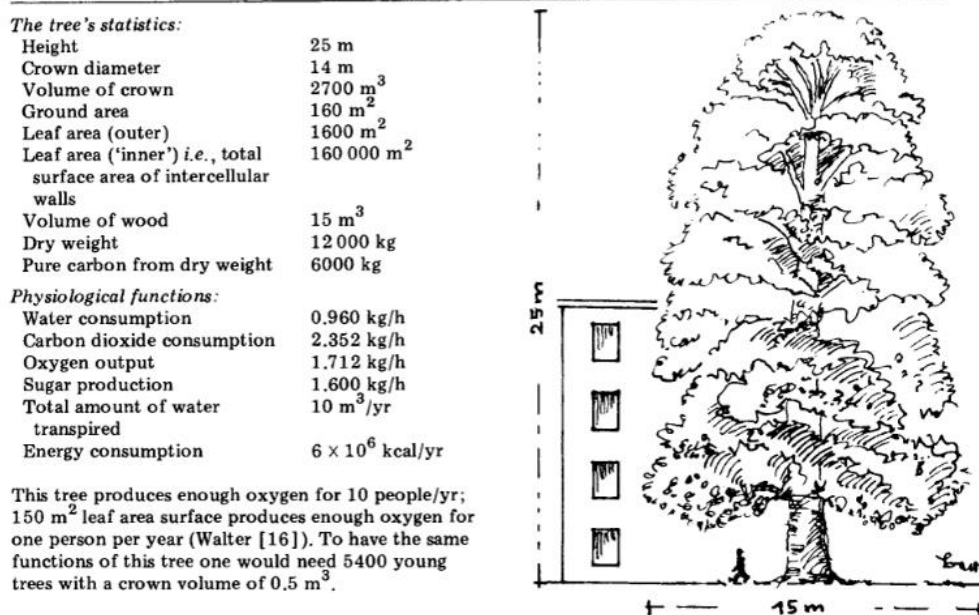 The tree's statistics:
Height 25 m
Crown diameter 14 m
Volume of crown 2700 m³
Ground area 160 m²
Leaf area (outer) 1600 m²
Leaf area ('inner') i.e., total 160 000 m²
surface area of intercellular
walls
Volume of wood 15 m³
Dry weight 12 000 kg
Pure carbon from dry weight 6000 kg
Physiological functions:
Water consumption 0.960 kg/h
Carbon dioxide consumption 2.352 kg/h
Oxygen output 1.712 kg/h
Sugar production 1.600 kg/h
Total amount of water 10 m³/yr
transpired
Energy consumption 6 × 10⁶ kcal/yr
This tree produces enough oxygen for 10 people/yr;
150 m² leaf area surface produces enough oxygen for
one person per year (Walter [16]). To have the same
functions of this tree one would need 5400 young
trees with a crown volume of 0.5 m³.
25 m
15 m